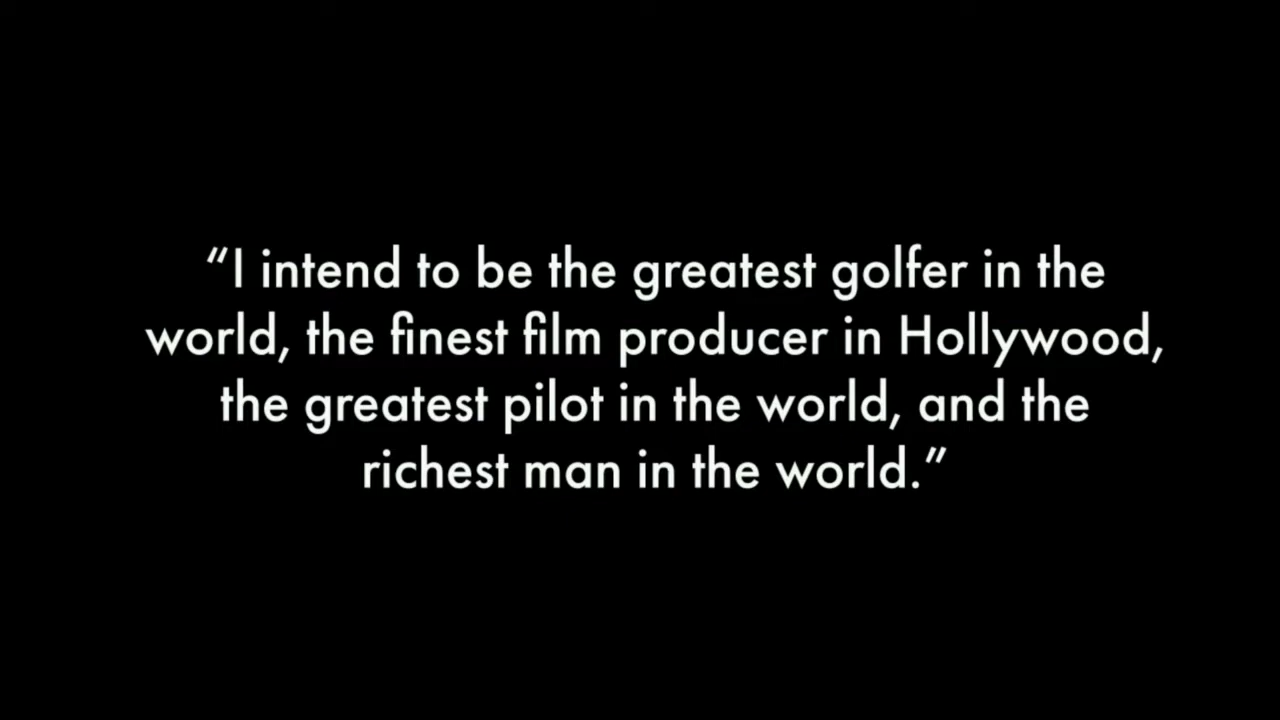 “I intend to be the greatest golfer in the
world, the finest film producer in Hollywood,
the greatest pilot in the world, and the
richest man in the world.”